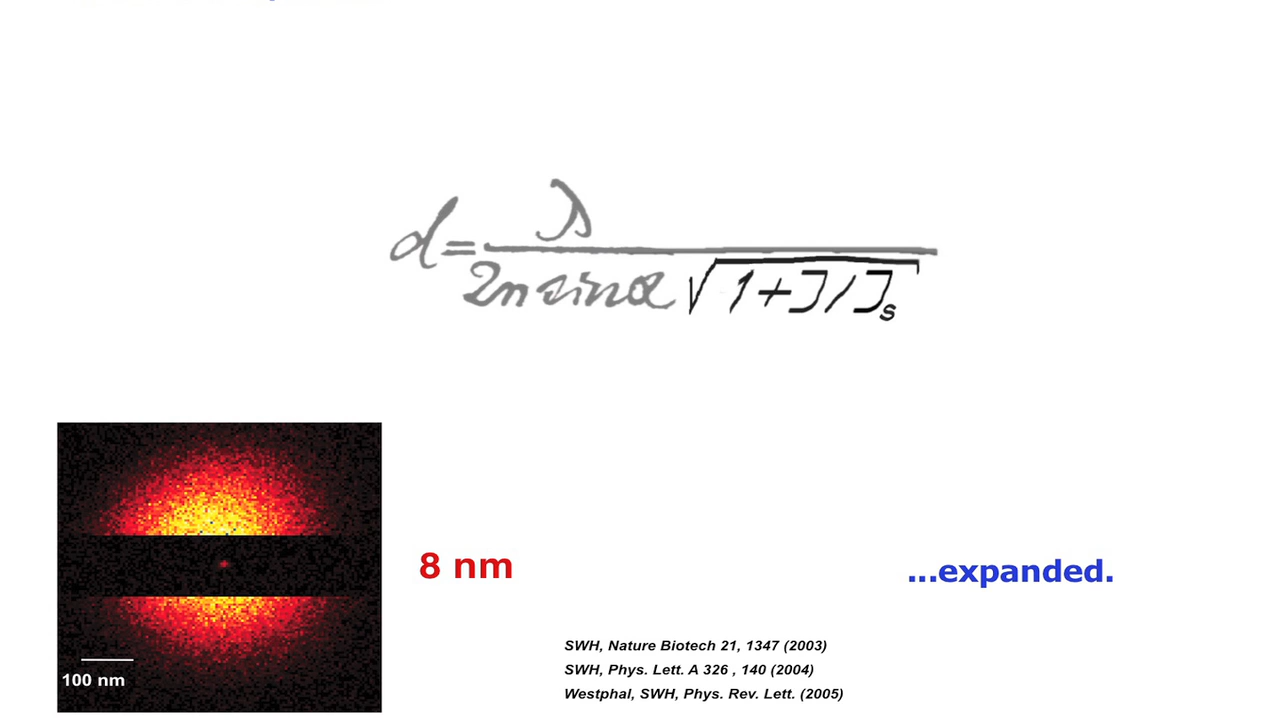 d = λ / 2n sin α √1+I/Is
8 nm
...expanded.
SWH, Nature Biotech 21, 1347 (2003)
SWH, Phys. Lett. A 326 , 140 (2004)
Westphal, SWH, Phys. Rev. Lett. (2005)
100 nm